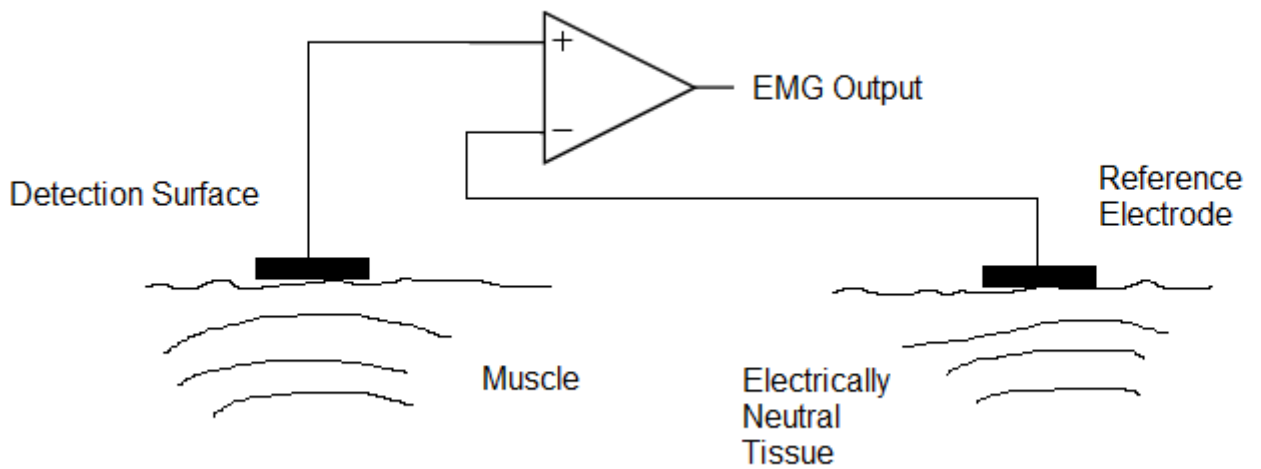 +
−
EMG Output
Detection Surface
Reference
Electrode
Muscle
Electrically
Neutral
Tissue